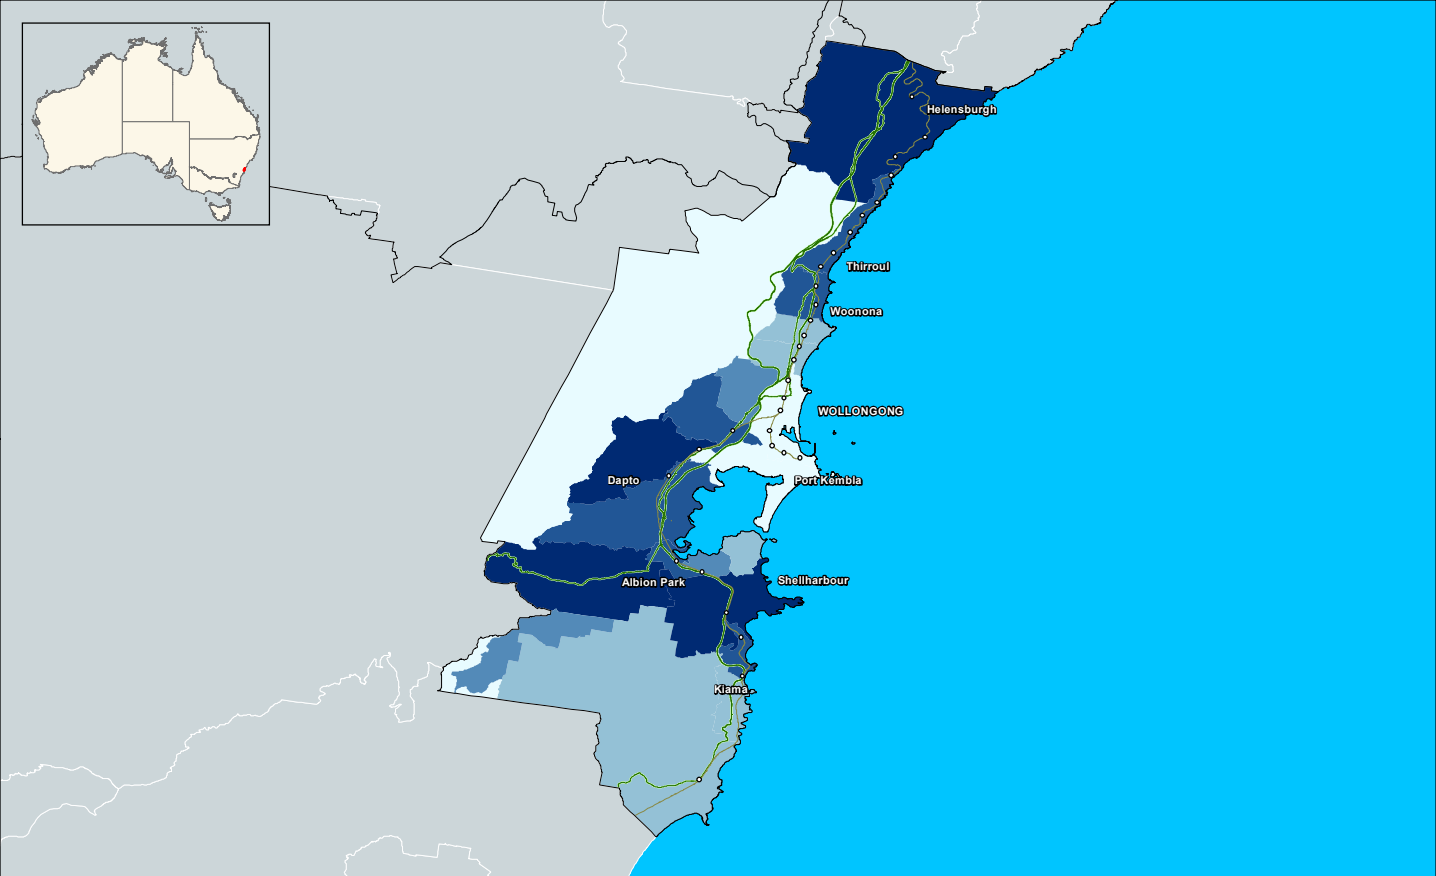 Helensburgh
Thirroul
Woonona
WOLLONGONG
Dapto
Port Kembla
Albion Park
Shellharbour
Kiama